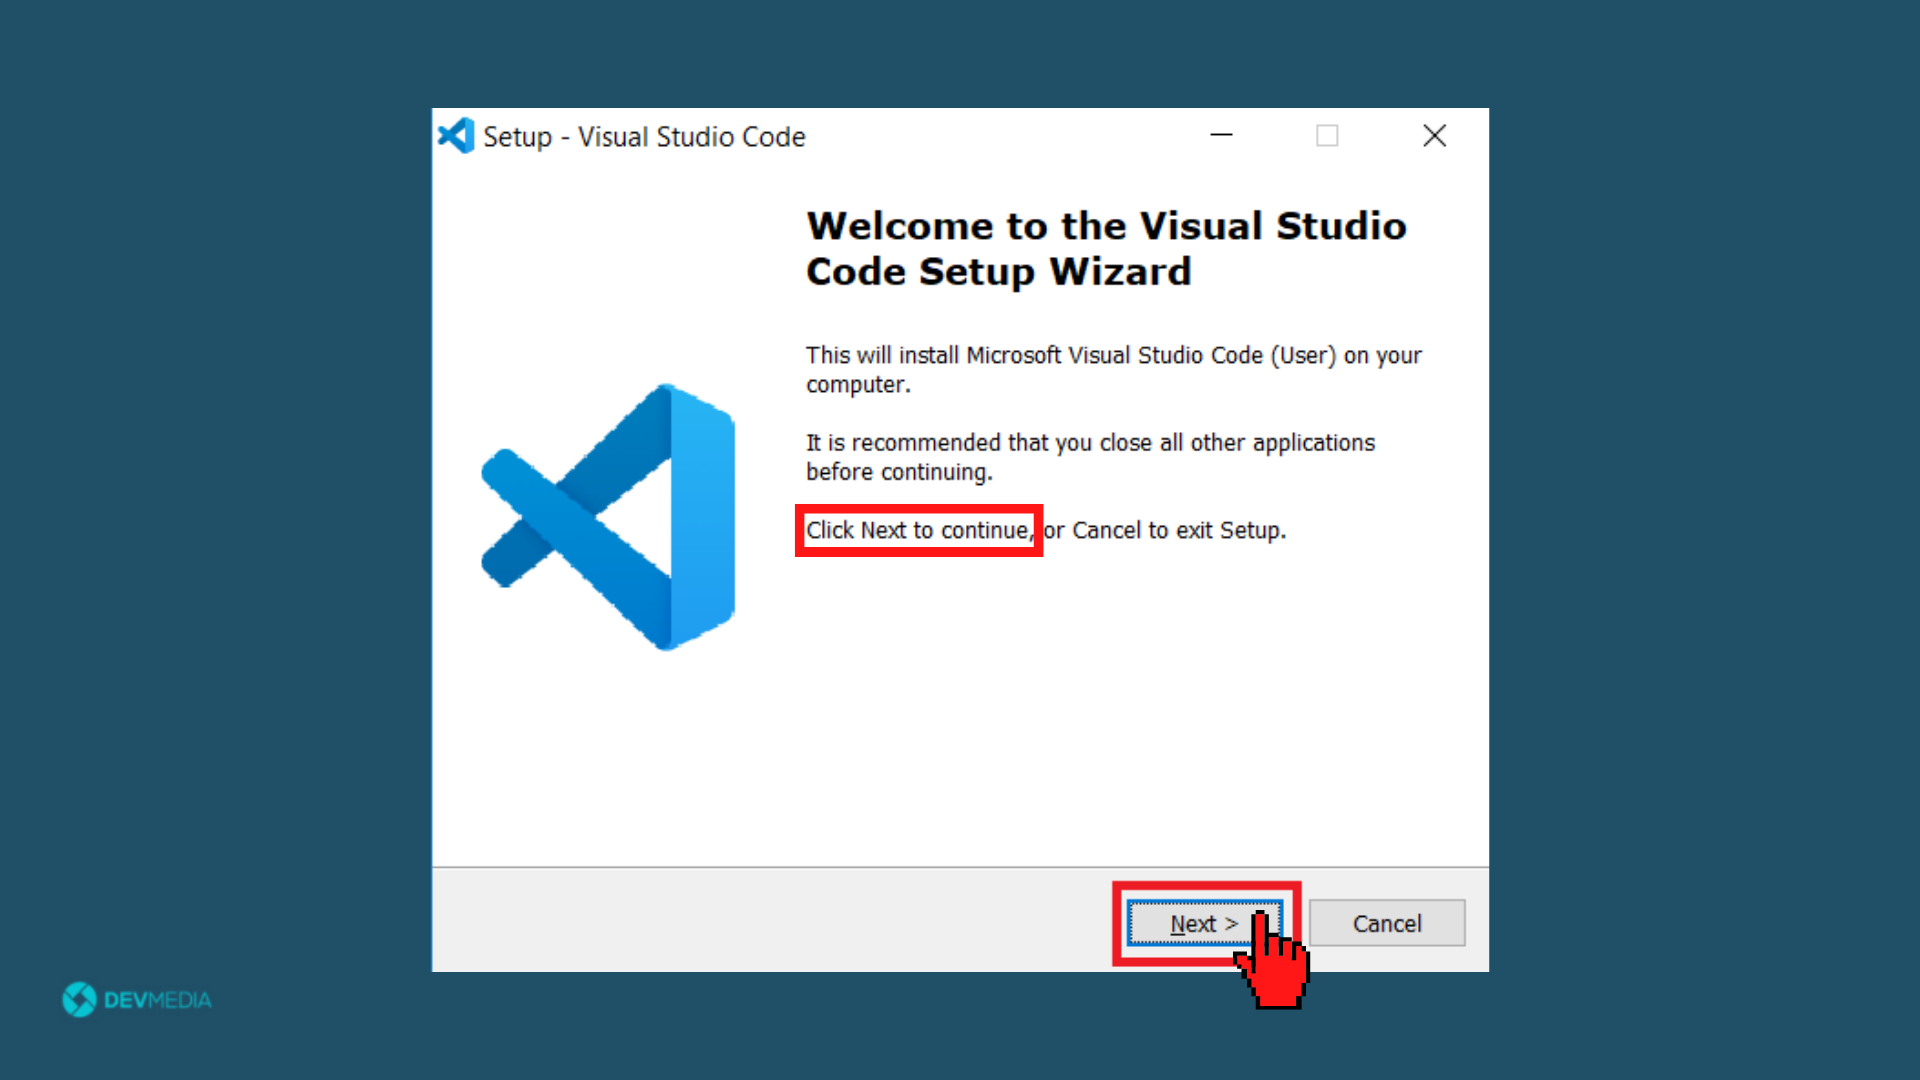 Setup - Visual Studio Code
Welcome to the Visual Studio
Code Setup Wizard
This will install Microsoft Visual Studio Code (User) on your
computer.
It is recommended that you close all other applications
before continuing.
Click Next to continue, or Cancel to exit Setup.
Next >
Cancel
DEVMEDIA